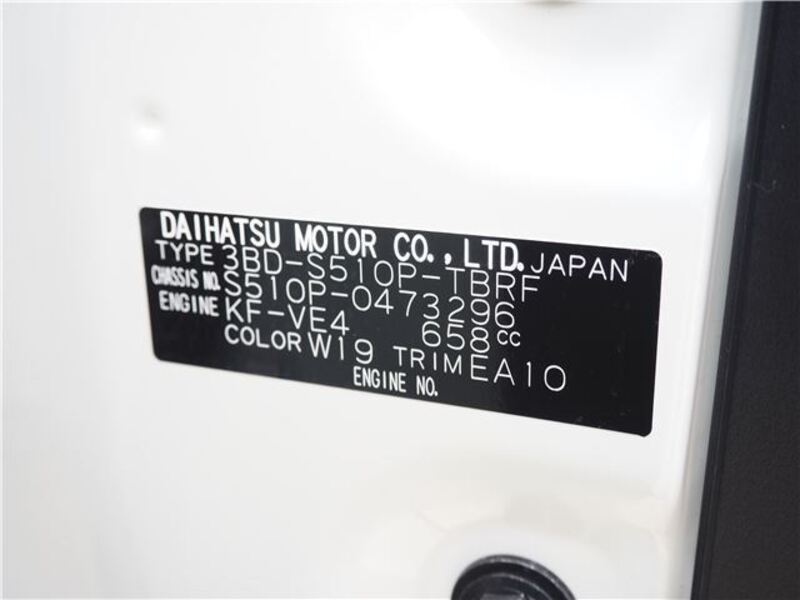 DAIHATSU MOTOR CO., LTD. JAPAN
TYPE 3BD-S510P-TBRF
CHASSIS NO. S510P-0473296
ENGINE KF-VE4 658cc
COLOR W19 TRIM EA10
ENGINE NO.